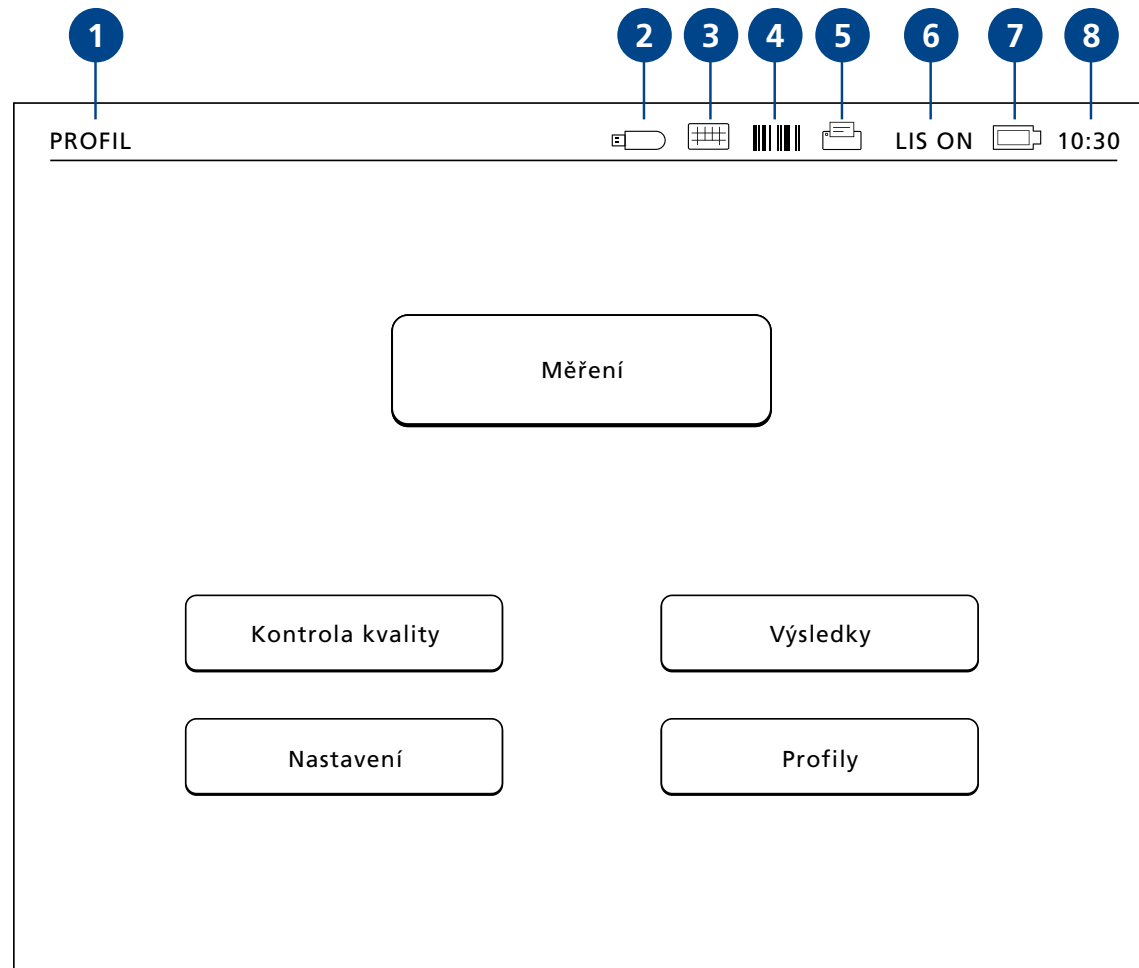 1 2 3 4 5 6 7 8
PROFIL LIS ON 10:30
Měření
Kontrola kvality Výsledky
Nastavení Profily